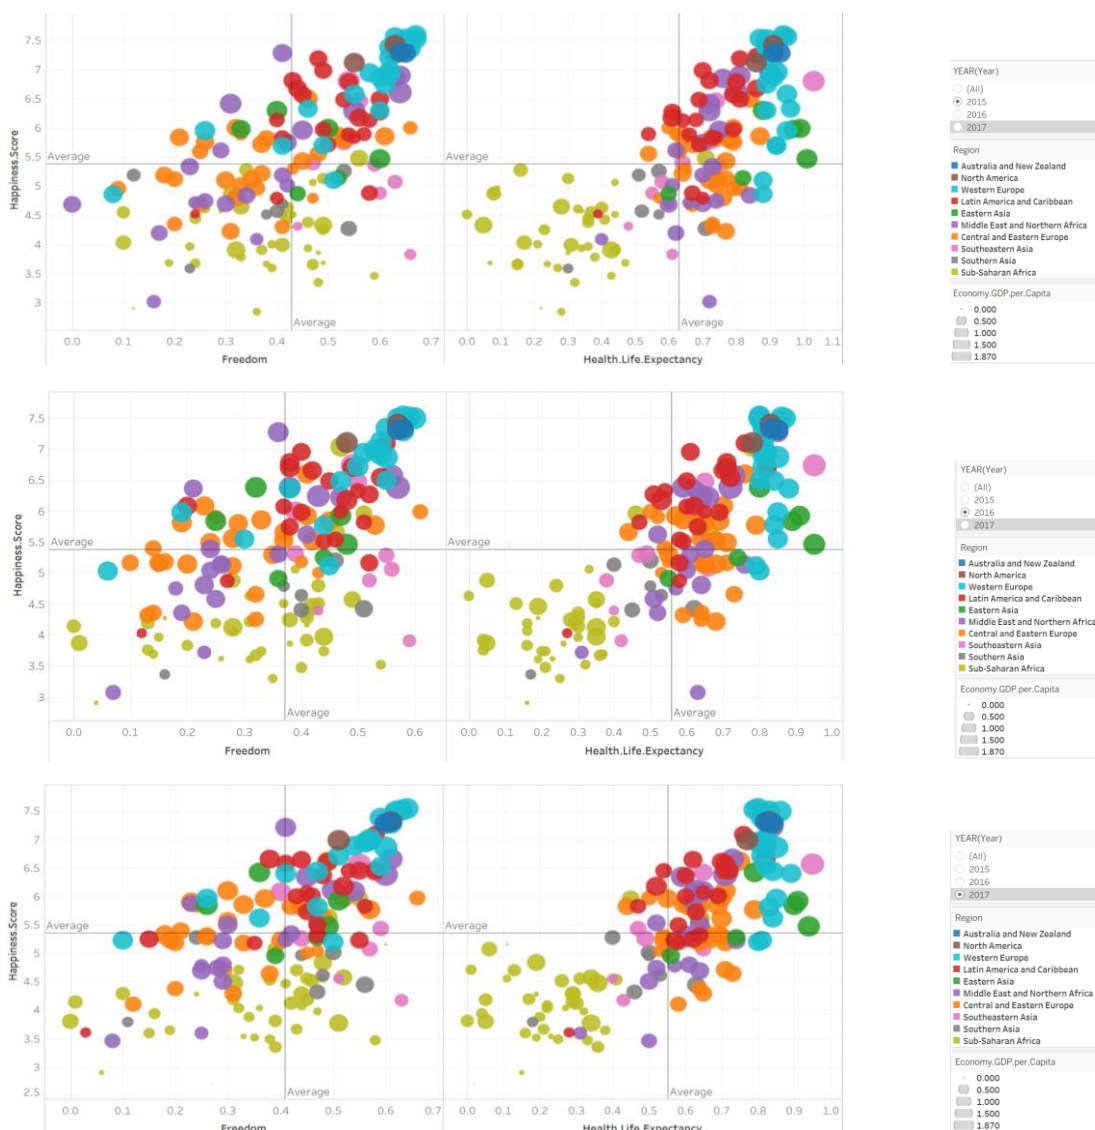 7.5
7
6.5
6
5.5
5
4.5
4
3.5
3
Happiness.Score
Average
Average
Average
0.0 0.1 0.2 0.3 0.4 0.5 0.6 0.7
Freedom
0.0 0.1 0.2 0.3 0.4 0.5 0.6 0.7 0.8 0.9 1.0 1.1
Health.Life.Expectancy
YEAR(Year)
(All)
2015
2016
2017
Region
Australia and New Zealand
North America
Western Europe
Latin America and Caribbean
Eastern Asia
Middle East and Northern Africa
Central and Eastern Europe
Southeastern Asia
Southern Asia
Sub-Saharan Africa
Economy.GDP.per.Capita
0.000
0.500
1.000
1.500
1.870
7.5
7
6.5
6
5.5
5
4.5
4
3.5
3
Happiness.Score
Average
Average
Average
0.0 0.1 0.2 0.3 0.4 0.5 0.6
Freedom
0.0 0.1 0.2 0.3 0.4 0.5 0.6 0.7 0.8 0.9 1.0
Health.Life.Expectancy
YEAR(Year)
(All)
2015
2016
2017
Region
Australia and New Zealand
North America
Western Europe
Latin America and Caribbean
Eastern Asia
Middle East and Northern Africa
Central and Eastern Europe
Southeastern Asia
Southern Asia
Sub-Saharan Africa
Economy.GDP.per.Capita
0.000
0.500
1.000
1.500
1.870
7.5
7
6.5
6
5.5
5
4.5
4
3.5
3
2.5
Happiness.Score
Average
Average
Average
0.0 0.1 0.2 0.3 0.4 0.5 0.6 0.7
Freedom
0.0 0.1 0.2 0.3 0.4 0.5 0.6 0.7 0.8 0.9 1.0
Health.Life.Expectancy
YEAR(Year)
(All)
2015
2016
2017
Region
Australia and New Zealand
North America
Western Europe
Latin America and Caribbean
Eastern Asia
Middle East and Northern Africa
Central and Eastern Europe
Southeastern Asia
Southern Asia
Sub-Saharan Africa
Economy.GDP.per.Capita
0.000
0.500
1.000
1.500
1.870